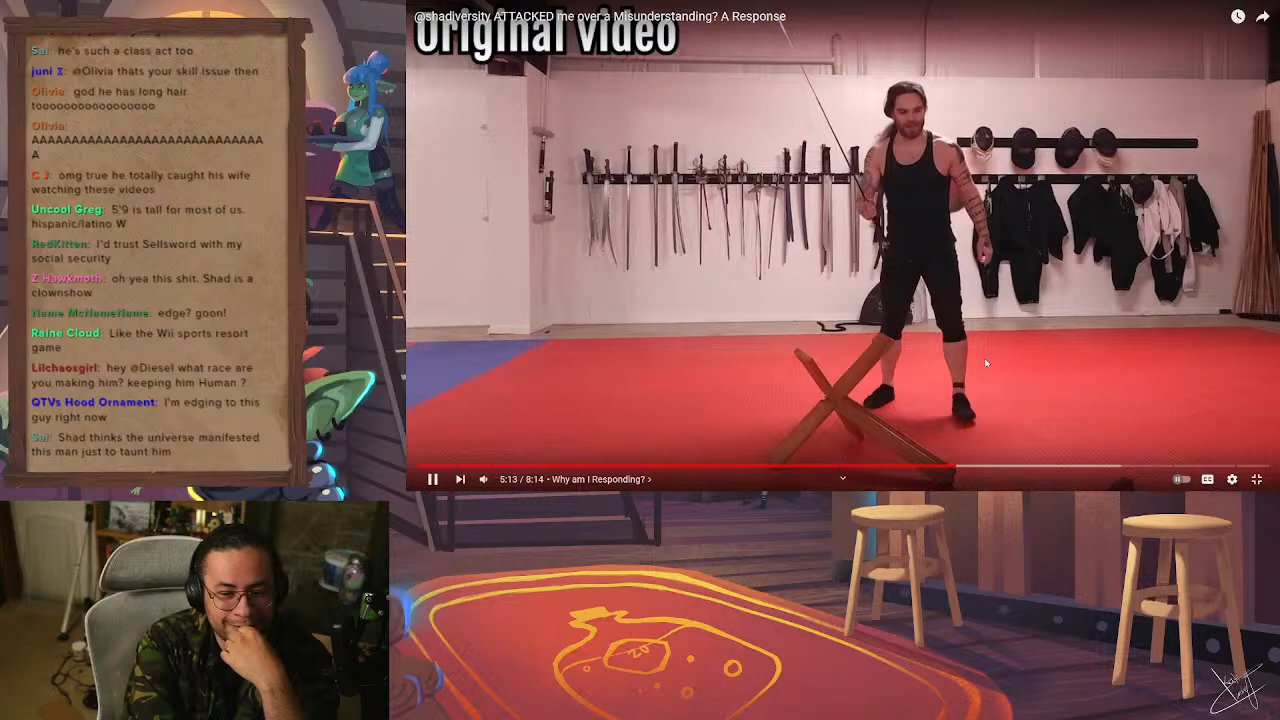 Sai: he's such a class act too
juni ♊: @Olivia thats your skill issue then
Olivia: god he has long hair
toooooooooooooooooo
Olivia:
AAAAAAAAAAAAAAAAAAAAAAAAAAAA
A
C J: omg true he totally caught his wife
watching these videos
Uncool Greg: 5'9 is tall for most of us.
hispanic/latino W
RedKitten: I'd trust Sellsword with my
social security
Z Hawkmoth: oh yea this shit. Shad is a
clownshow
Name McNameName: edge? goon!
Raine Cloud: Like the Wii sports resort
game
Lilchaosgirl: hey @Diesel what race are
you making him? keeping him Human ?
QTVs Hood Ornament: I'm edging to this
guy right now
Sai: Shad thinks the universe manifested
this man just to taunt him
@shadiversity ATTACKED me over a Misunderstanding? A Response
Original video
5:13 / 8:14 • Why am I Responding? >
CC
20